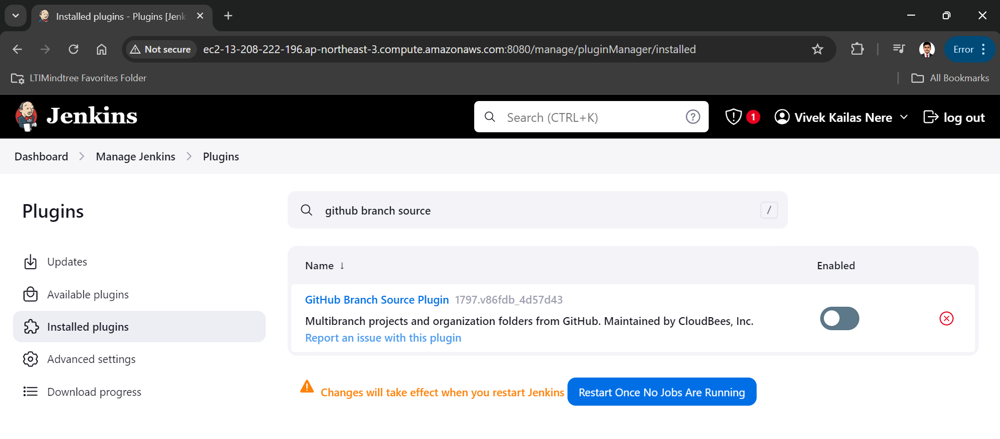 Installed plugins - Plugins [Jenk
Not secure
ec2-13-208-222-196.ap-northeast-3.compute.amazonaws.com:8080/manage/pluginManager/installed
Error
LTIMindtree Favorites Folder
All Bookmarks
Jenkins
Search (CTRL+K)
?
1
Vivek Kailas Nere
log out
Dashboard
Manage Jenkins
Plugins
Plugins
github branch source
/
Updates
Available plugins
Installed plugins
Advanced settings
Download progress
Name ↓
Enabled
GitHub Branch Source Plugin 1797.v86fdb_4d57d43
Multibranch projects and organization folders from GitHub. Maintained by CloudBees, Inc.
Report an issue with this plugin
Changes will take effect when you restart Jenkins
Restart Once No Jobs Are Running